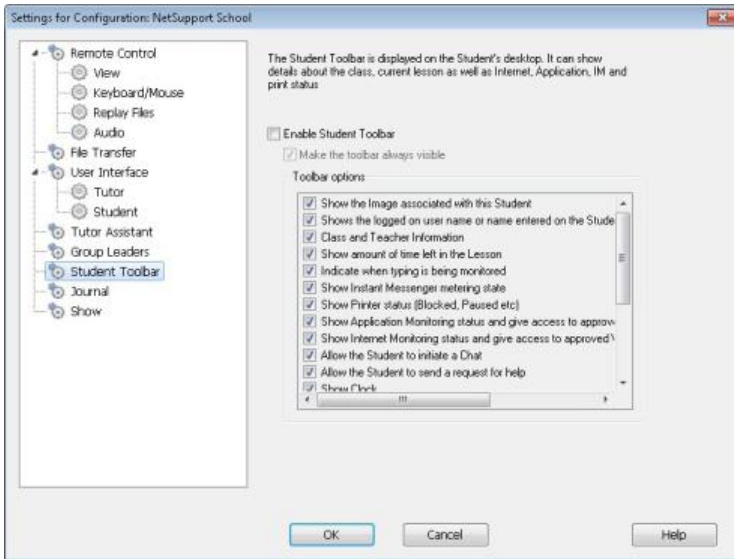 Settings for Configuration: NetSupport School
Remote Control
View
Keyboard/Mouse
Replay Files
Audio
File Transfer
User Interface
Tutor
Student
Tutor Assistant
Group Leaders
Student Toolbar
Journal
Show
The Student Toolbar is displayed on the Student's desktop. It can show
details about the class, current lesson as well as Internet, Application, IM and
print status
Enable Student Toolbar
Make the toolbar always visible
Toolbar options
Show the Image associated with this Student
Shows the logged on user name or name entered on the Stude
Class and Teacher Information
Show amount of time left in the Lesson
Indicate when typing is being monitored
Show Instant Messenger metering state
Show Printer status (Blocked, Paused etc)
Show Application Monitoring status and give access to approv
Show Internet Monitoring status and give access to approved
Allow the Student to initiate a Chat
Allow the Student to send a request for help
Show Clock
OK
Cancel
Help